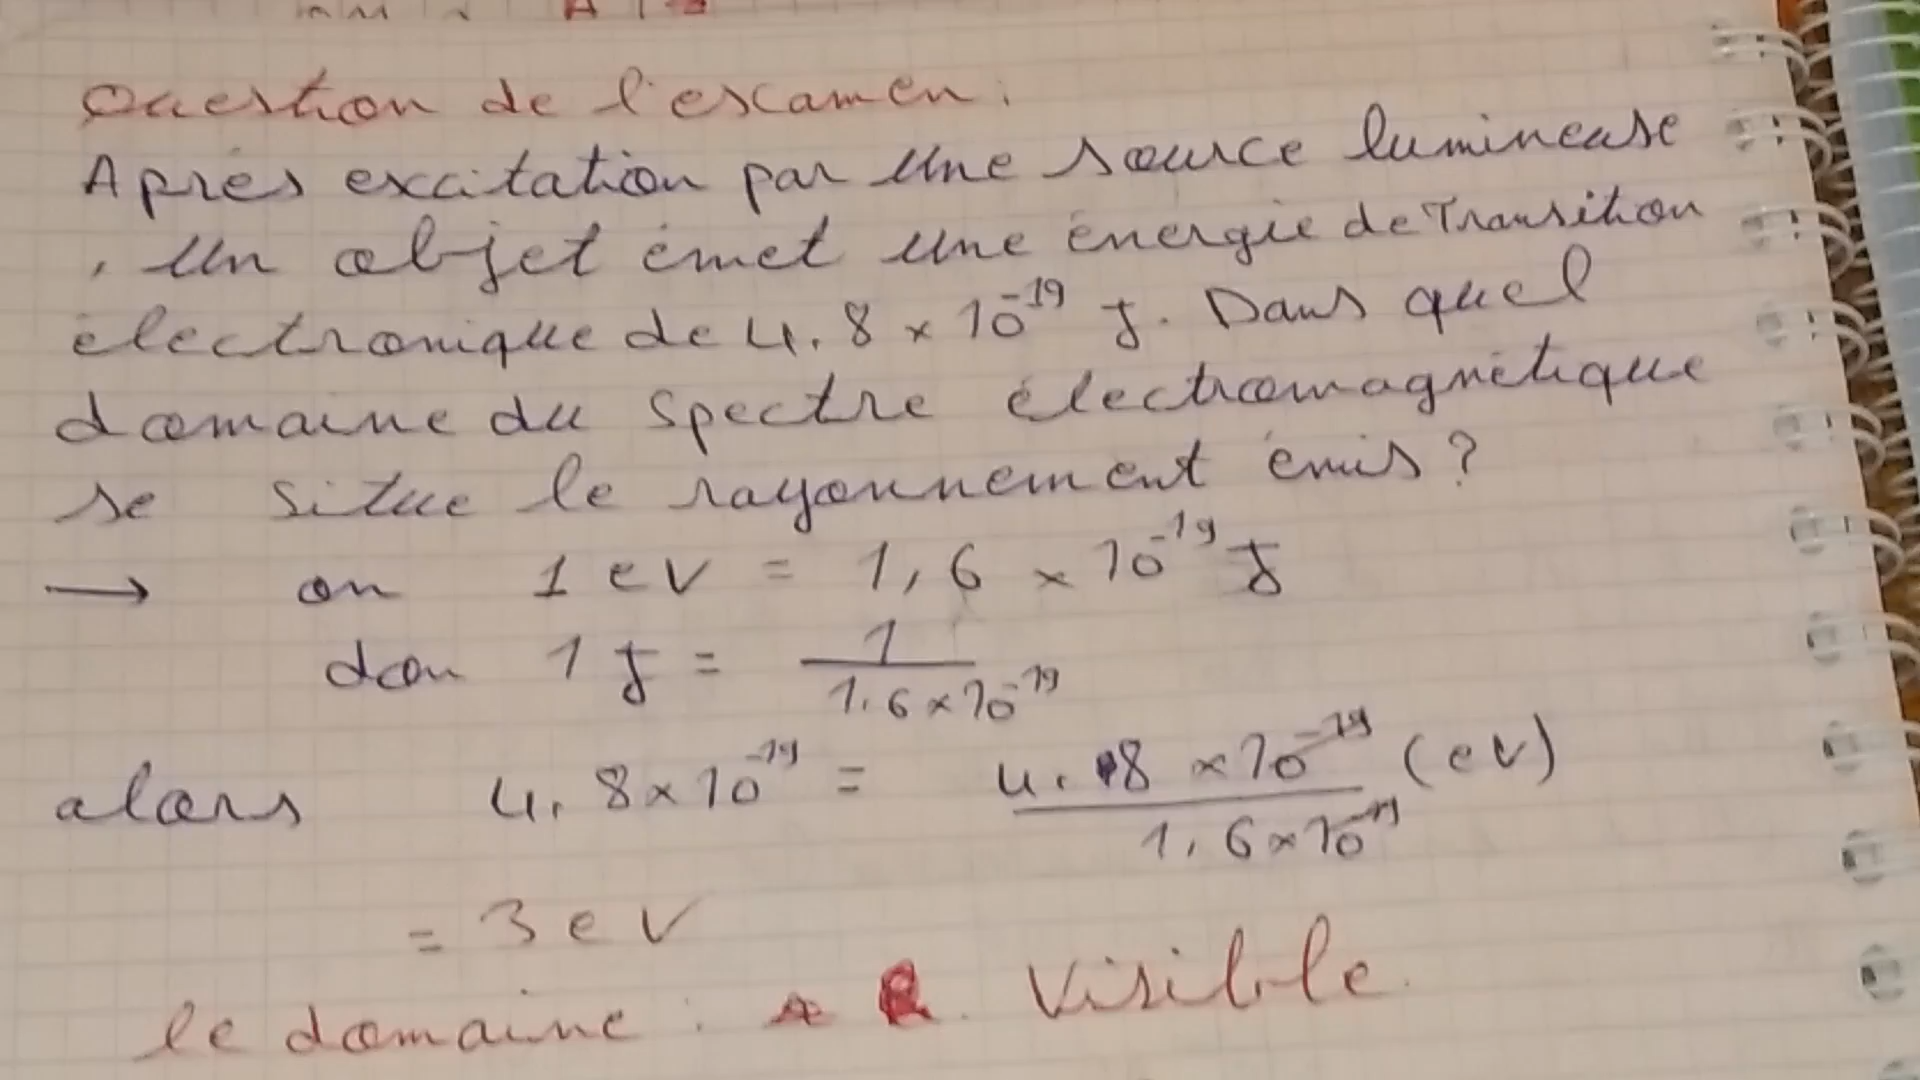 Question de l'examen :
Après excitation par une source lumineuse
, un objet émet une énergie de Transition
électronique de 4.8 × 10⁻¹⁹ J. Dans quel
domaine du spectre électromagnétique
se situe le rayonnement émis ?
→ on 1 eV = 1,6 × 10⁻¹⁹ J
don 1 J = 1 / 1.6 × 10⁻¹⁹
alors 4.8 × 10⁻¹⁹ = 4.8 × 10⁻¹⁹ / 1,6 × 10⁻¹⁹ (eV)
= 3 eV
le domaine : R. Visible.